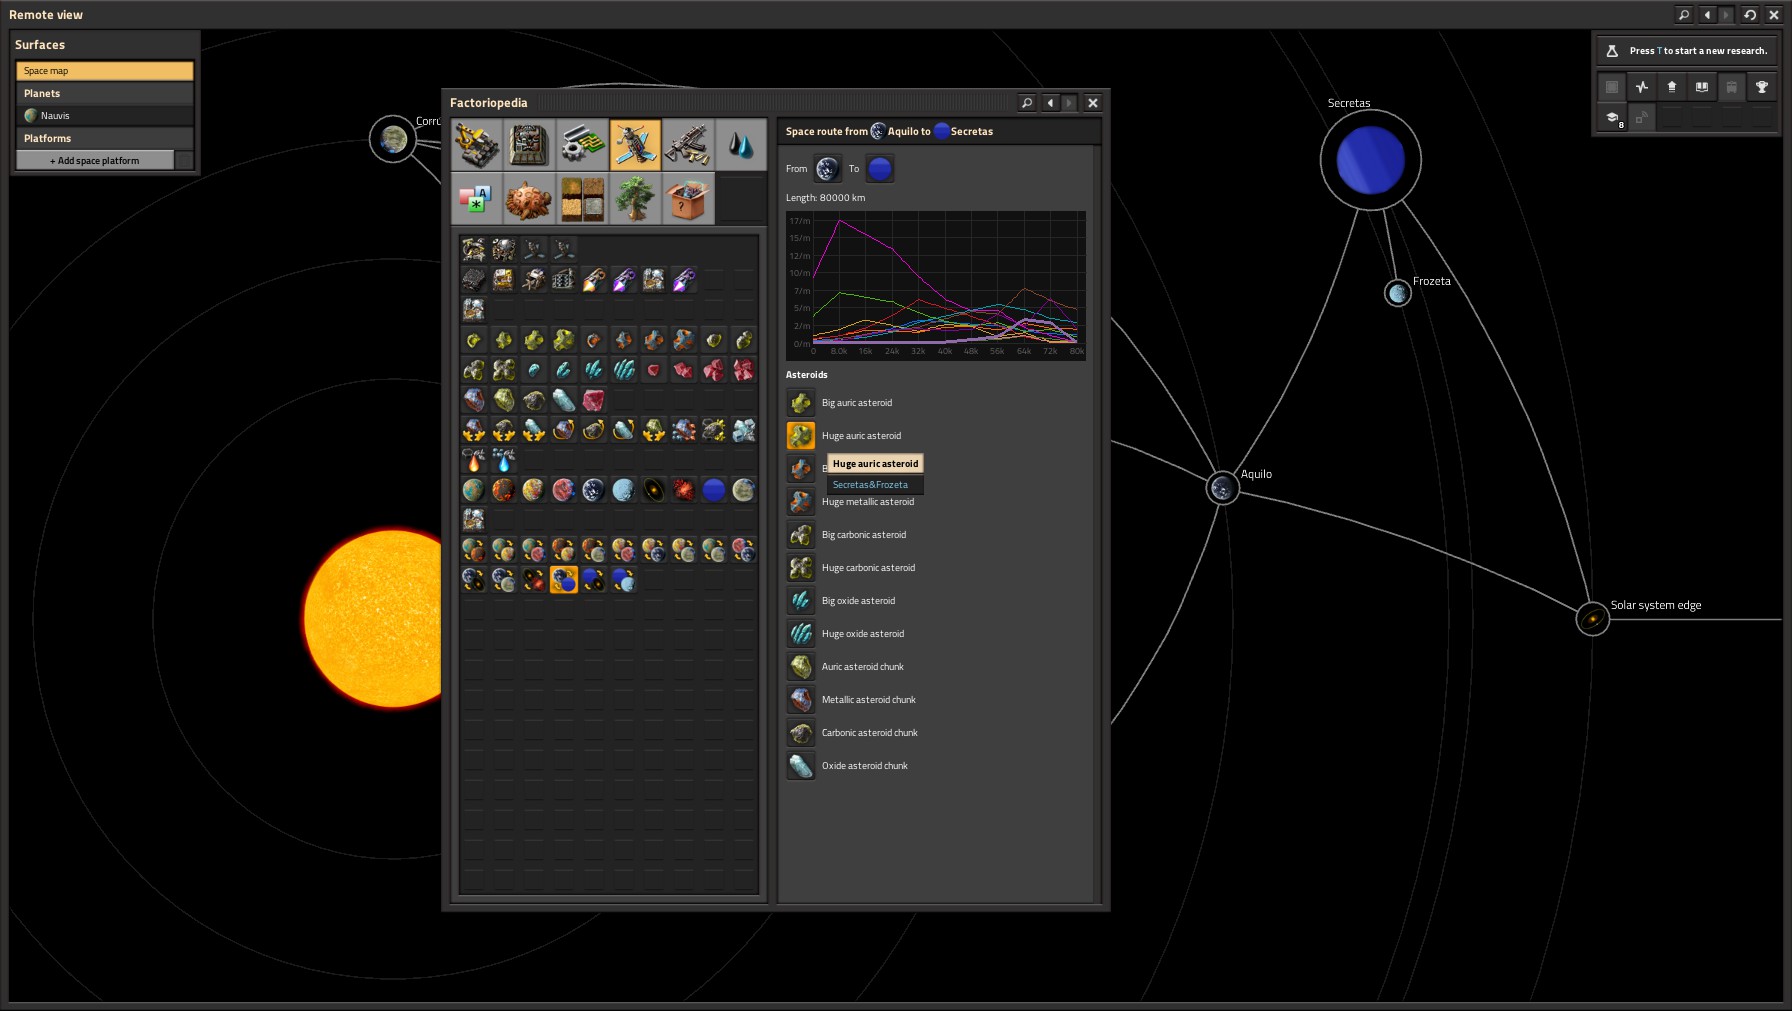 Remote view
Surfaces
Space map
Planets
Nauvis
Platforms
+ Add space platform
Press T to start a new research.
8
Secretas
Frozeta
Aquilo
Solar system edge
Factoriopedia
A
*
?
Space route from Aquilo to Secretas
From To
Length: 80000 km
17/m
15/m
12/m
10/m
7/m
5/m
2/m
0/m
0 8.0k 16k 24k 32k 40k 48k 56k 64k 72k 80k
Asteroids
Big auric asteroid
Huge auric asteroid
Huge auric asteroid
Secretas&Frozeta
Huge metallic asteroid
Big carbonic asteroid
Huge carbonic asteroid
Big oxide asteroid
Huge oxide asteroid
Auric asteroid chunk
Metallic asteroid chunk
Carbonic asteroid chunk
Oxide asteroid chunk